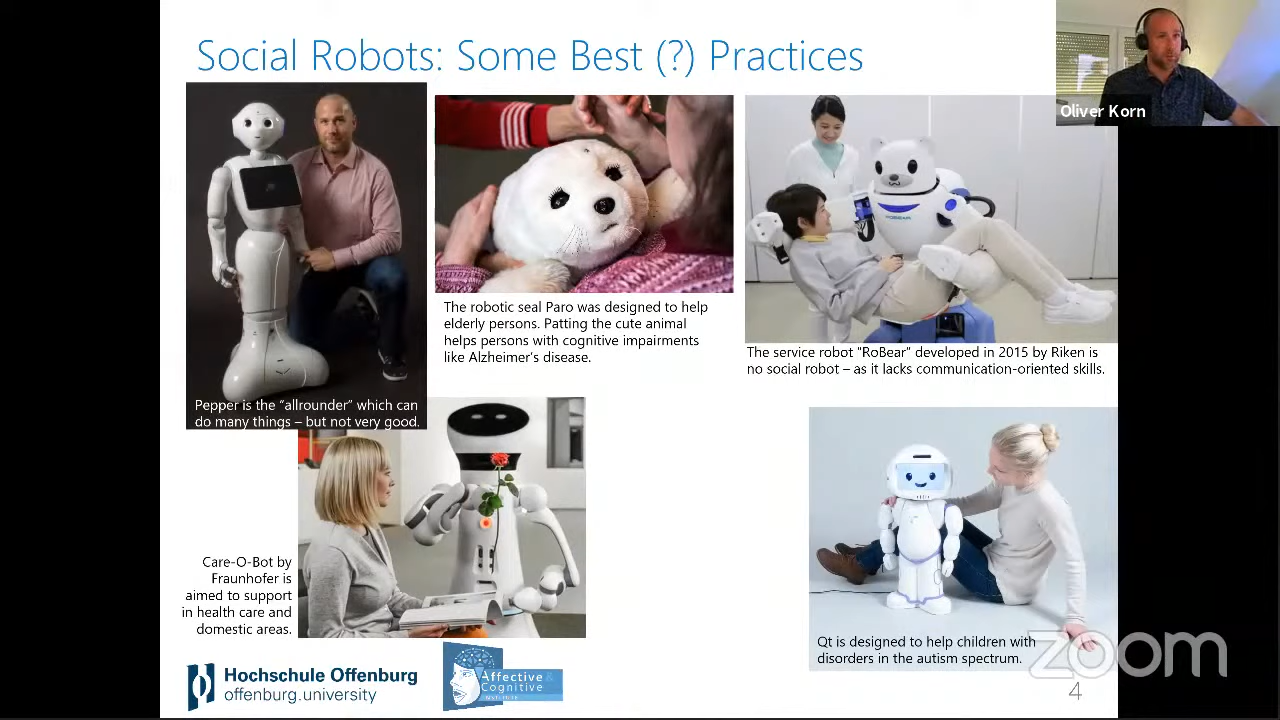 Social Robots: Some Best (?) Practices
Oliver Korn
Pepper is the "allrounder" which can
do many things – but not very good.
The robotic seal Paro was designed to help
elderly persons. Patting the cute animal
helps persons with cognitive impairments
like Alzheimer's disease.
ROBEAR
The service robot "RoBear" developed in 2015 by Riken is
no social robot – as it lacks communication-oriented skills.
Care-O-Bot by
Fraunhofer is
aimed to support
in health care and
domestic areas.
Qt is designed to help children with
disorders in the autism spectrum.
Hochschule Offenburg
offenburg.university
Affective &
Cognitive
Institute
zoom
4